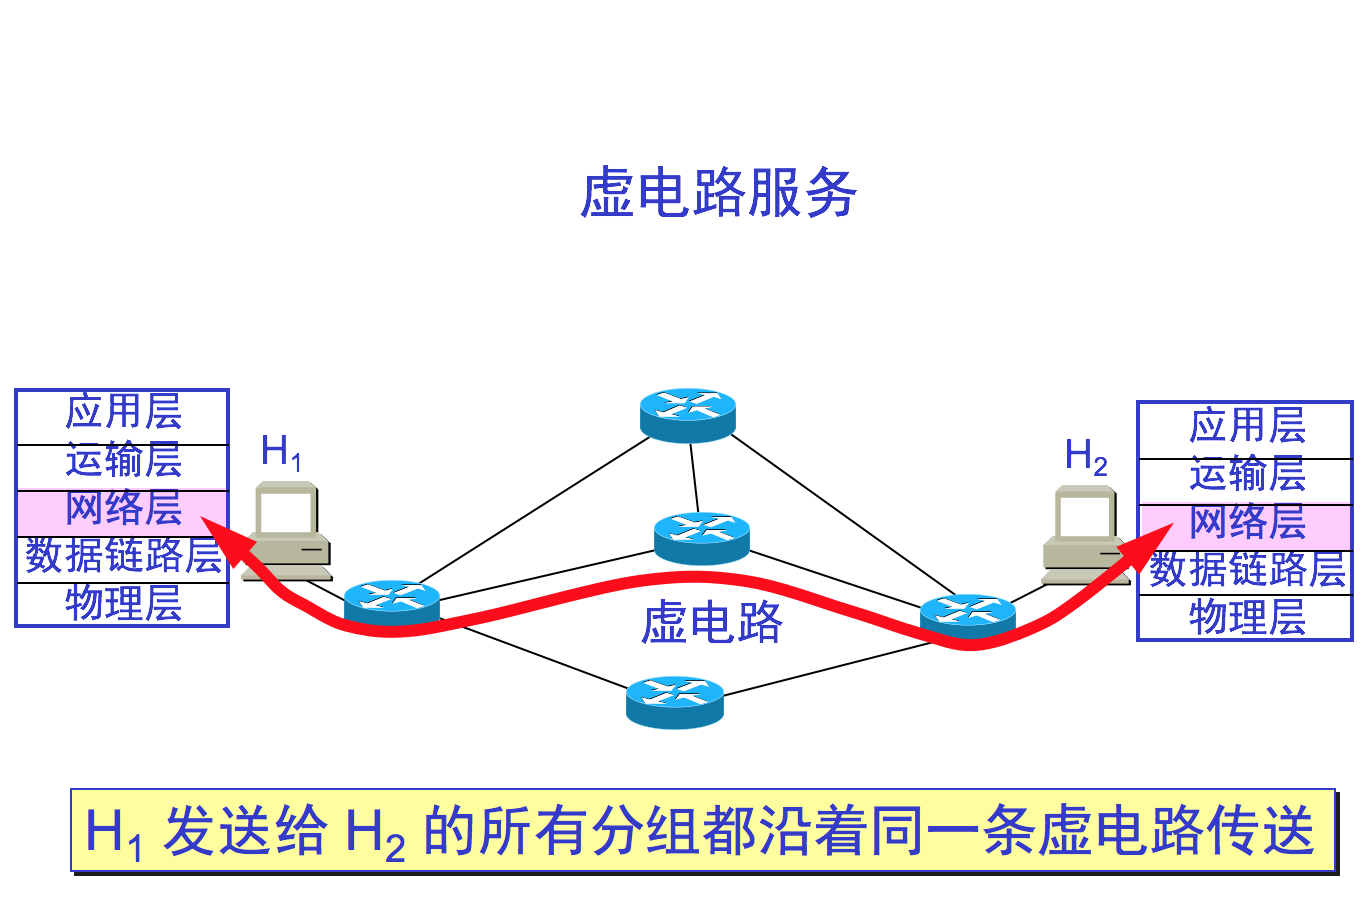 虚电路服务
应用层
运输层
网络层
数据链路层
物理层
H1
H2
应用层
运输层
网络层
数据链路层
物理层
虚电路
H1 发送给 H2 的所有分组都沿着同一条虚电路传送